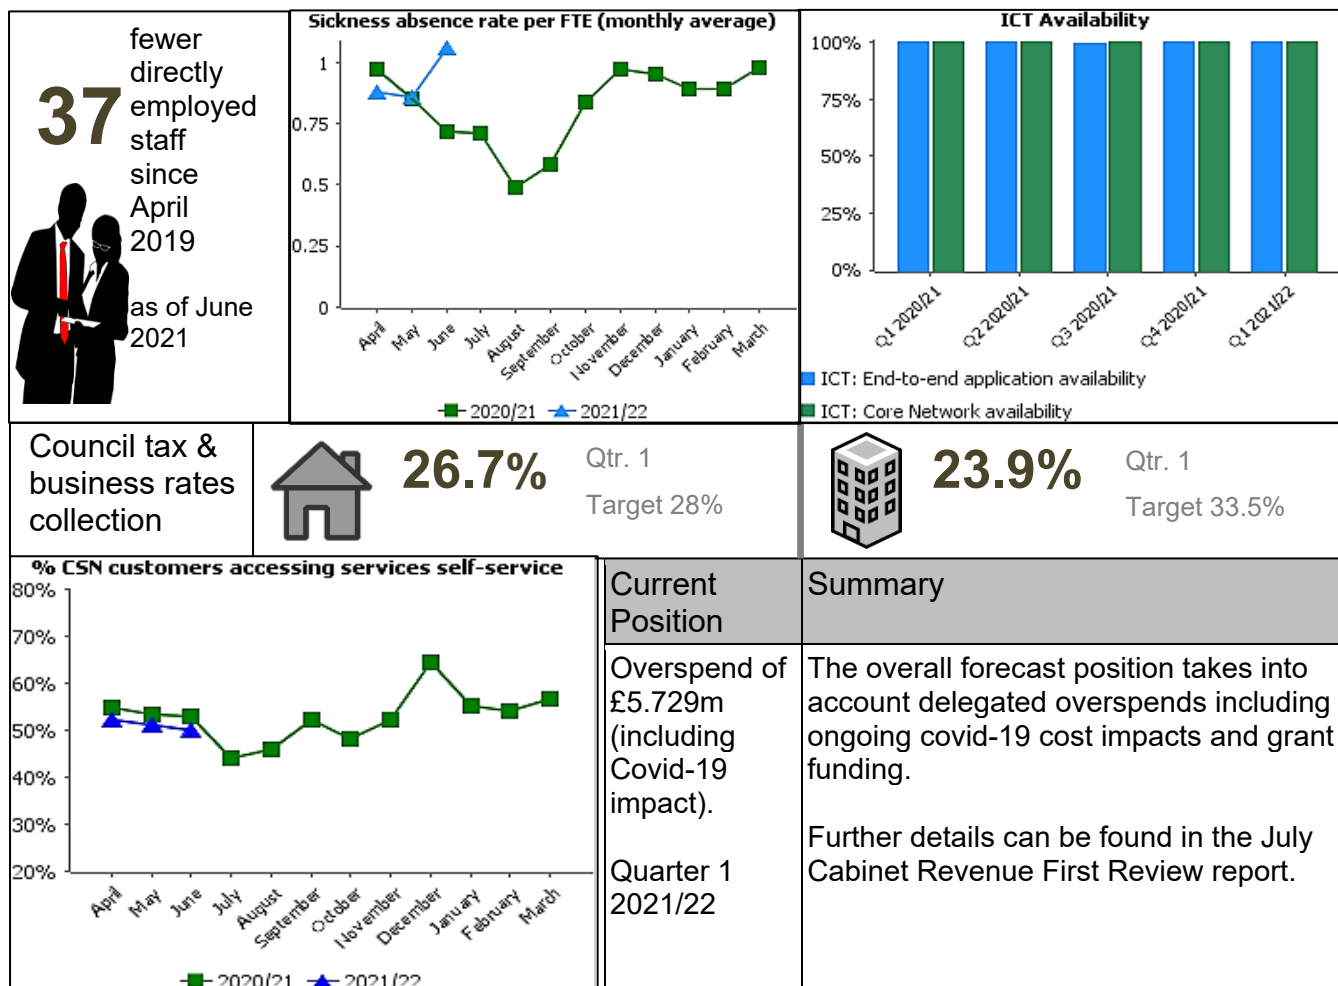 37
fewer
directly
employed
staff
since
April
2019
as of June
2021
Sickness absence rate per FTE (monthly average)
1
0.75
0.5
0.25
0
April
May
June
July
August
September
October
November
December
January
February
March
2020/21
2021/22
ICT Availability
100%
75%
50%
25%
0%
Q1 2020/21
Q2 2020/21
Q3 2020/21
Q4 2020/21
Q1 2021/22
ICT: End-to-end application availability
ICT: Core Network availability
Council tax &
business rates
collection
26.7%
Qtr. 1
Target 28%
23.9%
Qtr. 1
Target 33.5%
% CSN customers accessing services self-service
80%
70%
60%
50%
40%
30%
20%
April
May
June
July
August
September
October
November
December
January
February
March
2020/21
2021/22
Current
Position
Overspend of
£5.729m
(including
Covid-19
impact).
Quarter 1
2021/22
Summary
The overall forecast position takes into
account delegated overspends including
ongoing covid-19 cost impacts and grant
funding.
Further details can be found in the July
Cabinet Revenue First Review report.